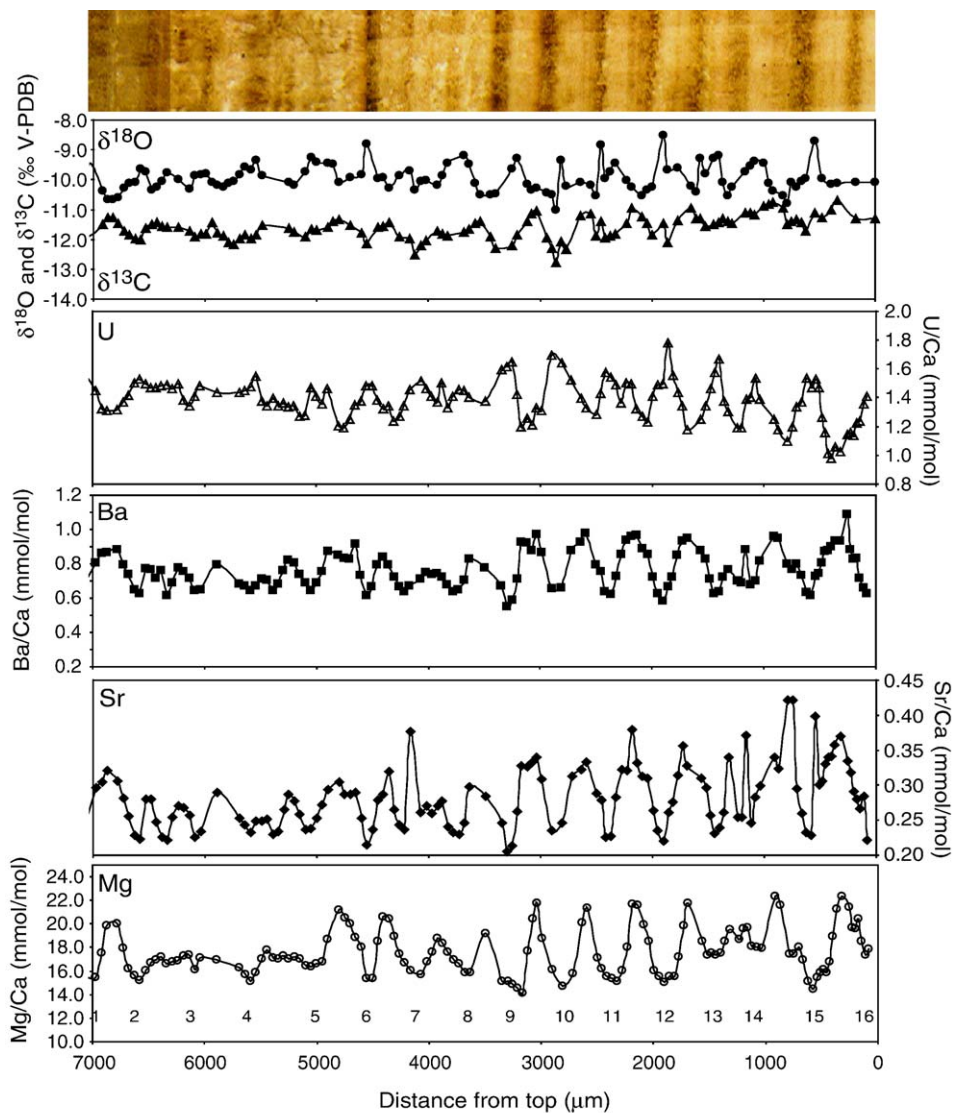 δ¹⁸O and δ¹³C (‰ V-PDB)
-8.0
-9.0
-10.0
-11.0
-12.0
-13.0
-14.0
δ¹⁸O
δ¹³C
U
2.0
1.8
1.6
1.4
1.2
1.0
0.8
U/Ca (mmol/mol)
Ba/Ca (mmol/mol)
1.2
1.0
0.8
0.6
0.4
0.2
Ba
Sr
0.45
0.40
0.35
0.30
0.25
0.20
Sr/Ca (mmol/mol)
Mg/Ca (mmol/mol)
24.0
22.0
20.0
18.0
16.0
14.0
12.0
10.0
Mg
1 2 3 4 5 6 7 8 9 10 11 12 13 14 15 16
7000 6000 5000 4000 3000 2000 1000 0
Distance from top (μm)